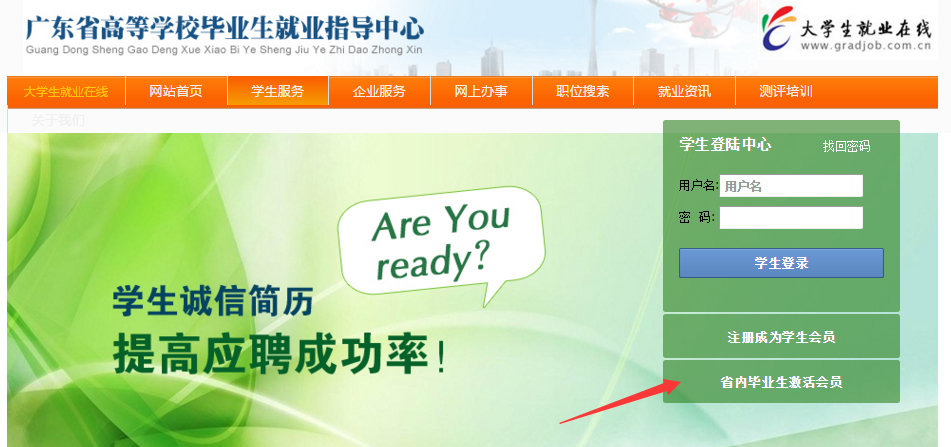 广东省高等学校毕业生就业指导中心
Guang Dong Sheng Gao Deng Xue Xiao Bi Ye Sheng Jiu Ye Zhi Dao Zhong Xin
大学生就业在线
www.gradjob.com.cn
大学生就业在线 网站首页 学生服务 企业服务 网上办事 职位搜索 就业资讯 测评培训
关于我们
学生登陆中心 找回密码
用户名: 用户名
密 码:
学生登录
注册成为学生会员
省内毕业生激活会员
Are You
ready?
学生诚信简历
提高应聘成功率!